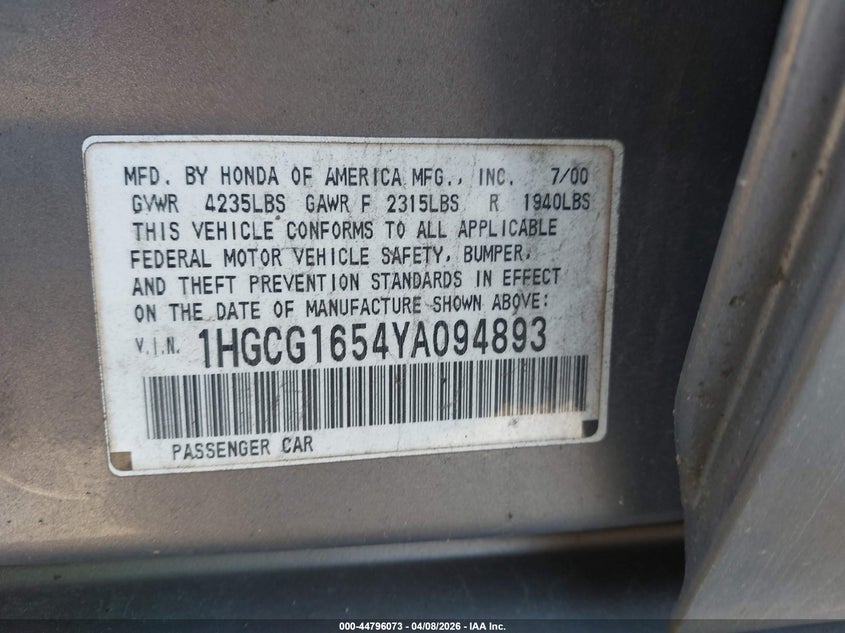 MFD. BY HONDA OF AMERICA MFG., INC. 7/00
GVWR 4235LBS GAWR F 2315LBS R 1940LBS
THIS VEHICLE CONFORMS TO ALL APPLICABLE
FEDERAL MOTOR VEHICLE SAFETY, BUMPER,
AND THEFT PREVENTION STANDARDS IN EFFECT
ON THE DATE OF MANUFACTURE SHOWN ABOVE:
V.I.N. 1HGCG1654YA094893
PASSENGER CAR
000-44796073 - 04/08/2026 - IAA Inc.